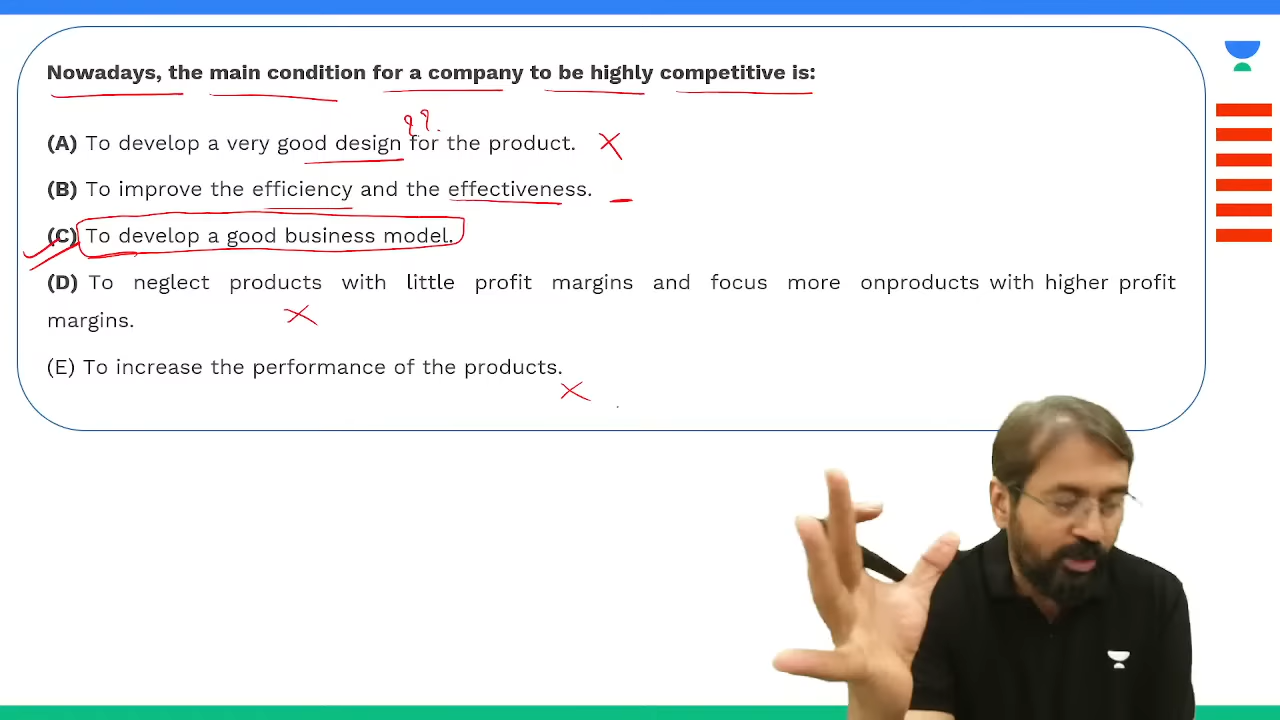 Nowadays, the main condition for a company to be highly competitive is:
??.
(A) To develop a very good design for the product.
(B) To improve the efficiency and the effectiveness.
(C) To develop a good business model.
(D) To neglect products with little profit margins and focus more onproducts with higher profit
margins.
(E) To increase the performance of the products.